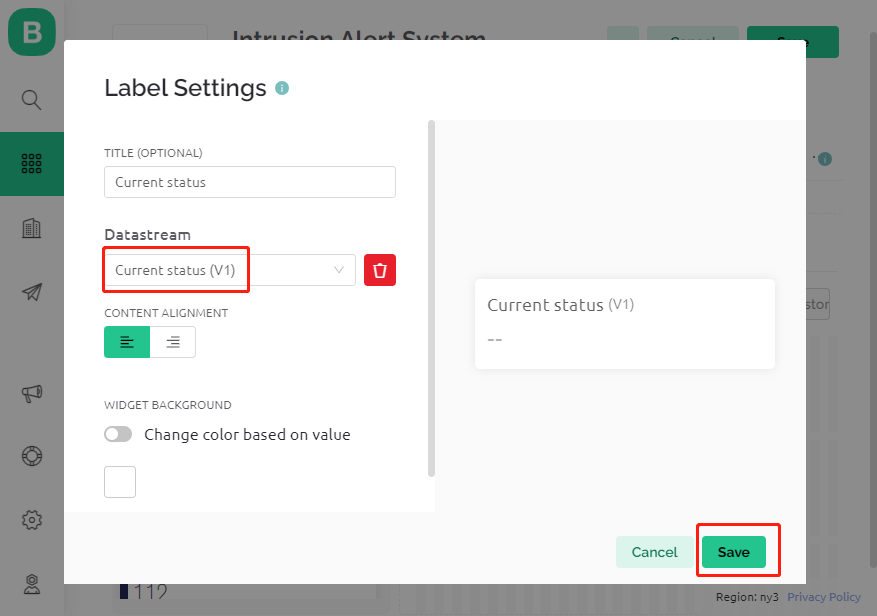 B
Intrusion Alert System
Cancel
Label Settings
TITLE (OPTIONAL)
Current status
Datastream
Current status (V1)
CONTENT ALIGNMENT
WIDGET BACKGROUND
Change color based on value
Current status (V1)
--
Cancel
Save
112
Region: ny3 Privacy Policy